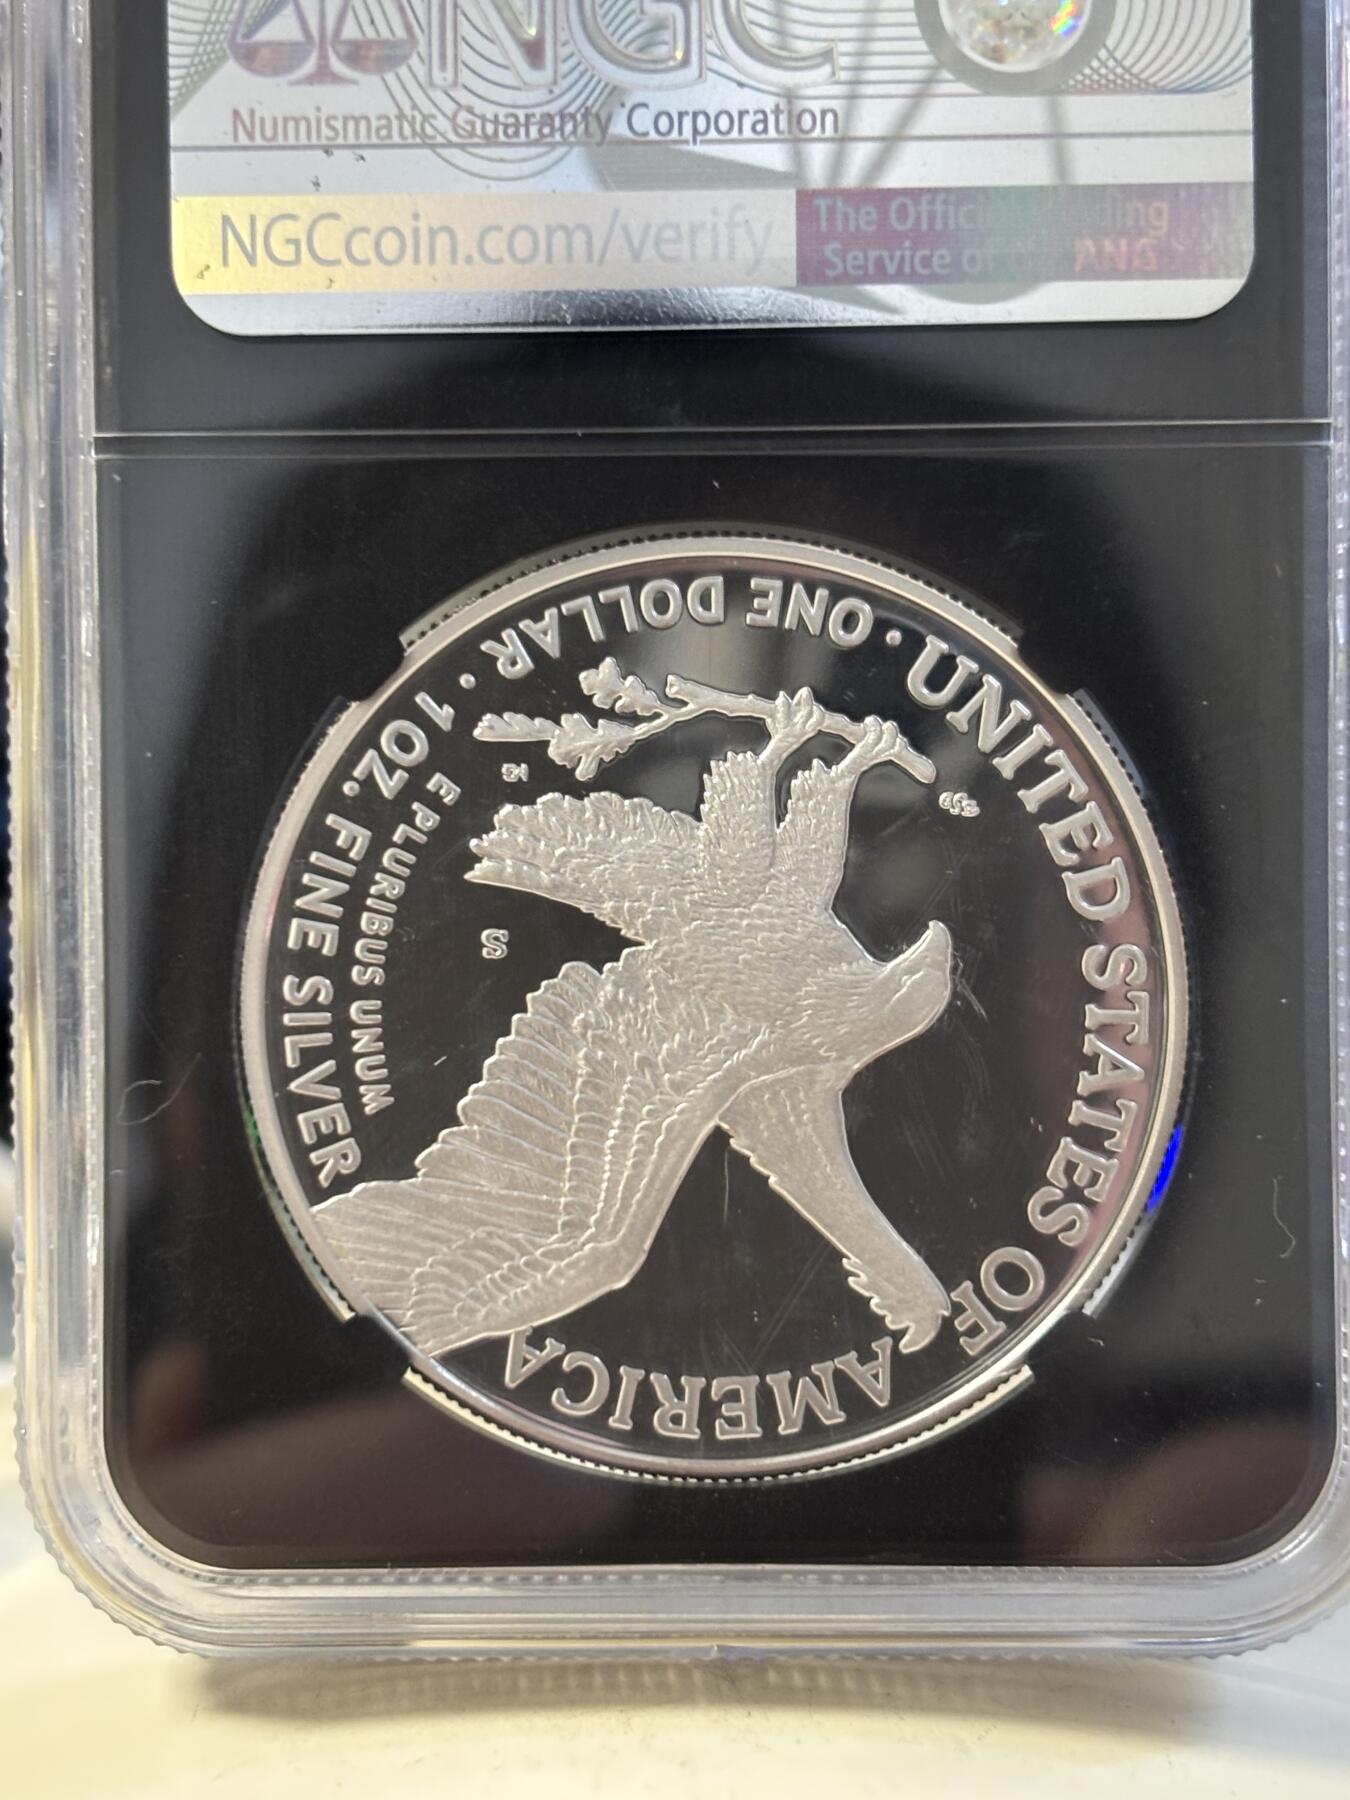 NGC
Numismatic Guaranty Corporation
NGCcoin.com/verify
The Official Grading
Service of the ANG
UNITED STATES OF AMERICA
• 1 OZ. FINE SILVER • ONE DOLLAR
E PLURIBUS UNUM
S